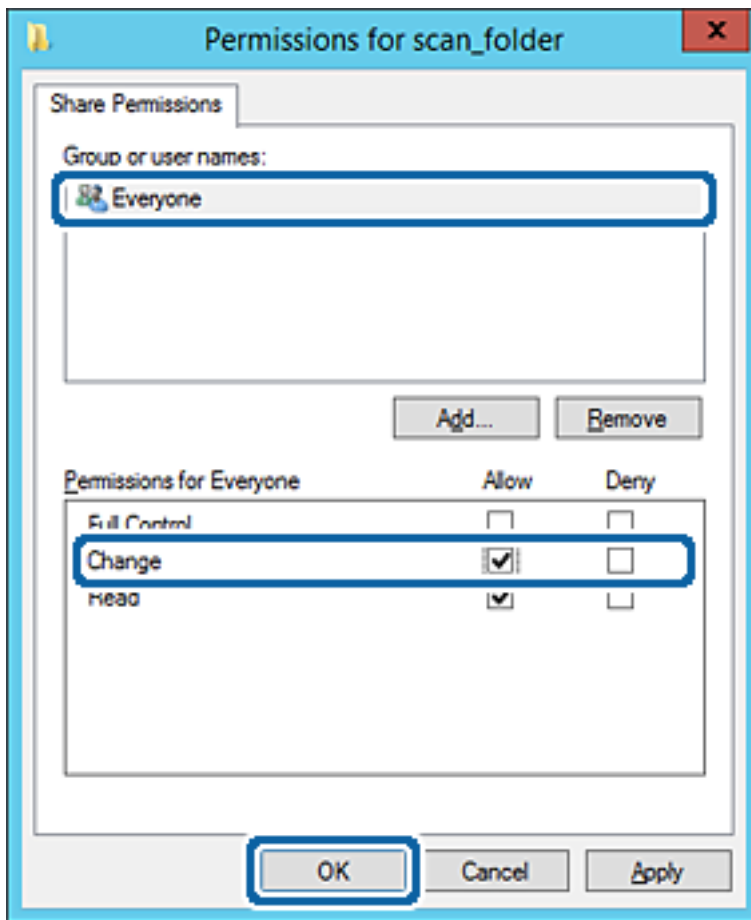 Permissions for scan_folder
Share Permissions
Group or user names:
Everyone
Add... Remove
Permissions for Everyone Allow Deny
Full Control
Change
Read
OK Cancel Apply